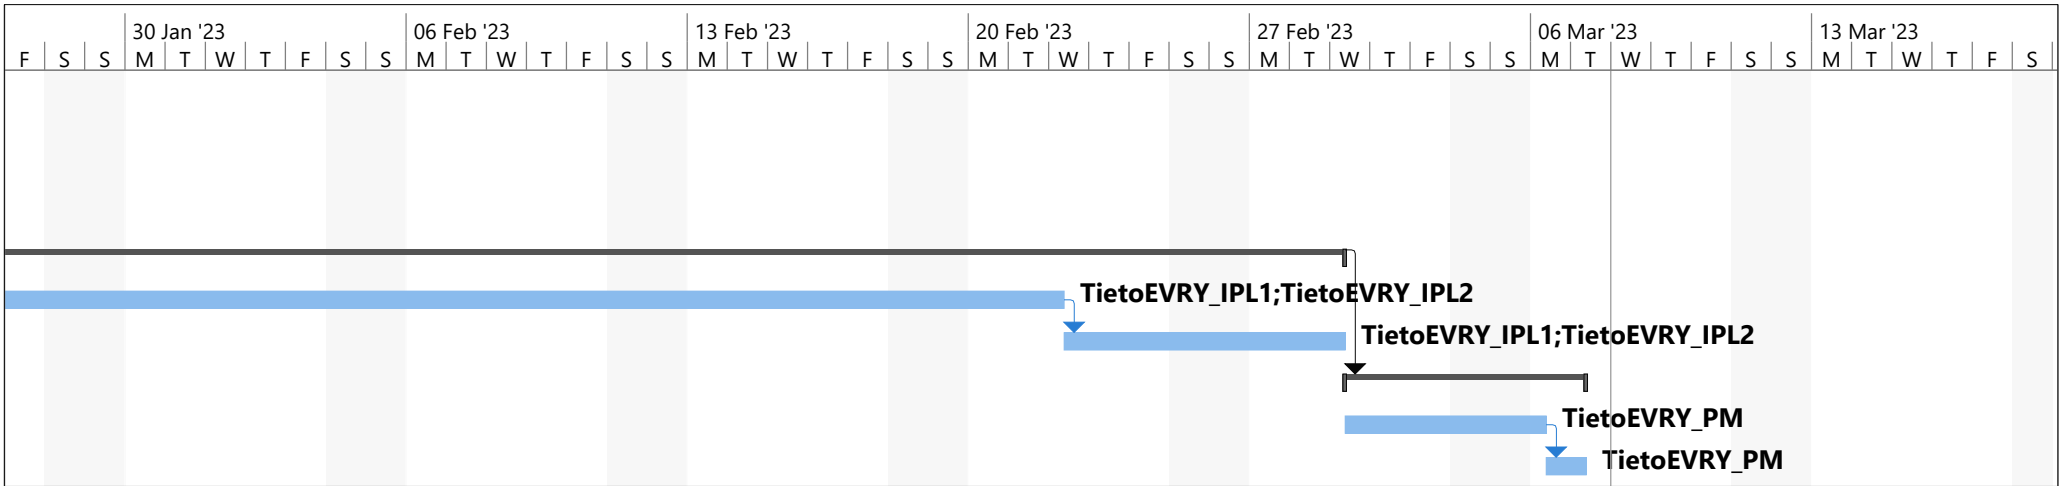 30 Jan '23 06 Feb '23 13 Feb '23 20 Feb '23 27 Feb '23 06 Mar '23 13 Mar '23
F S S M T W T F S S M T W T F S S M T W T F S S M T W T F S S M T W T F S S M T W T F S S M T W T F S
TietoEVRY_IPL1;TietoEVRY_IPL2
TietoEVRY_IPL1;TietoEVRY_IPL2
TietoEVRY_PM
TietoEVRY_PM